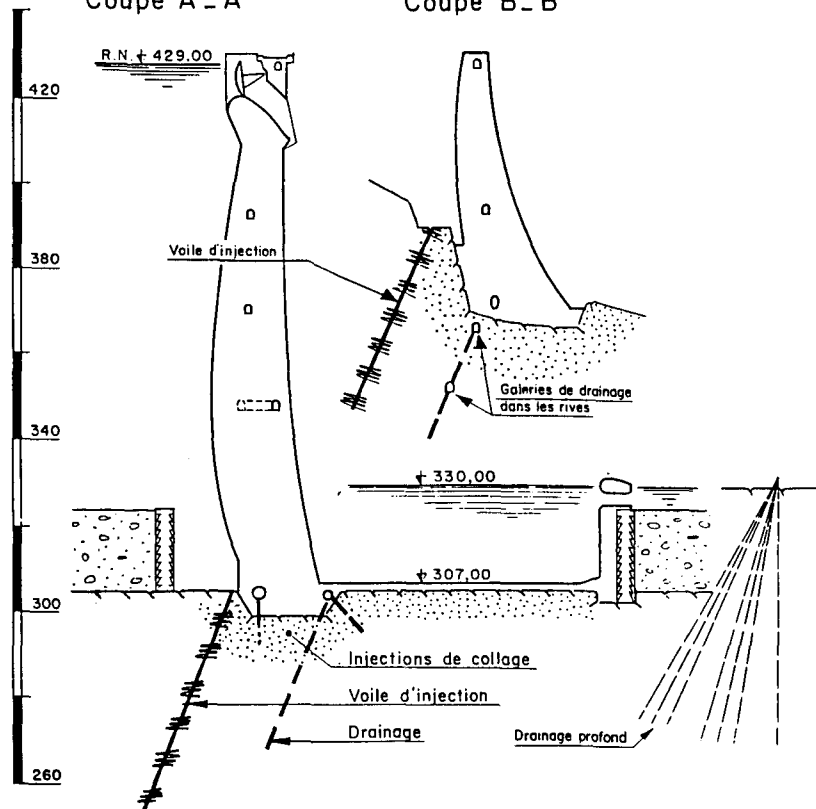 Coupe A_A
Coupe B_B
R.N. + 429.00
420
Voile d'injection
380
Galeries de drainage
dans les rives
340
+ 330,00
+ 307,00
300
Injections de collage
Voile d'injection
Drainage
Drainage profond
260